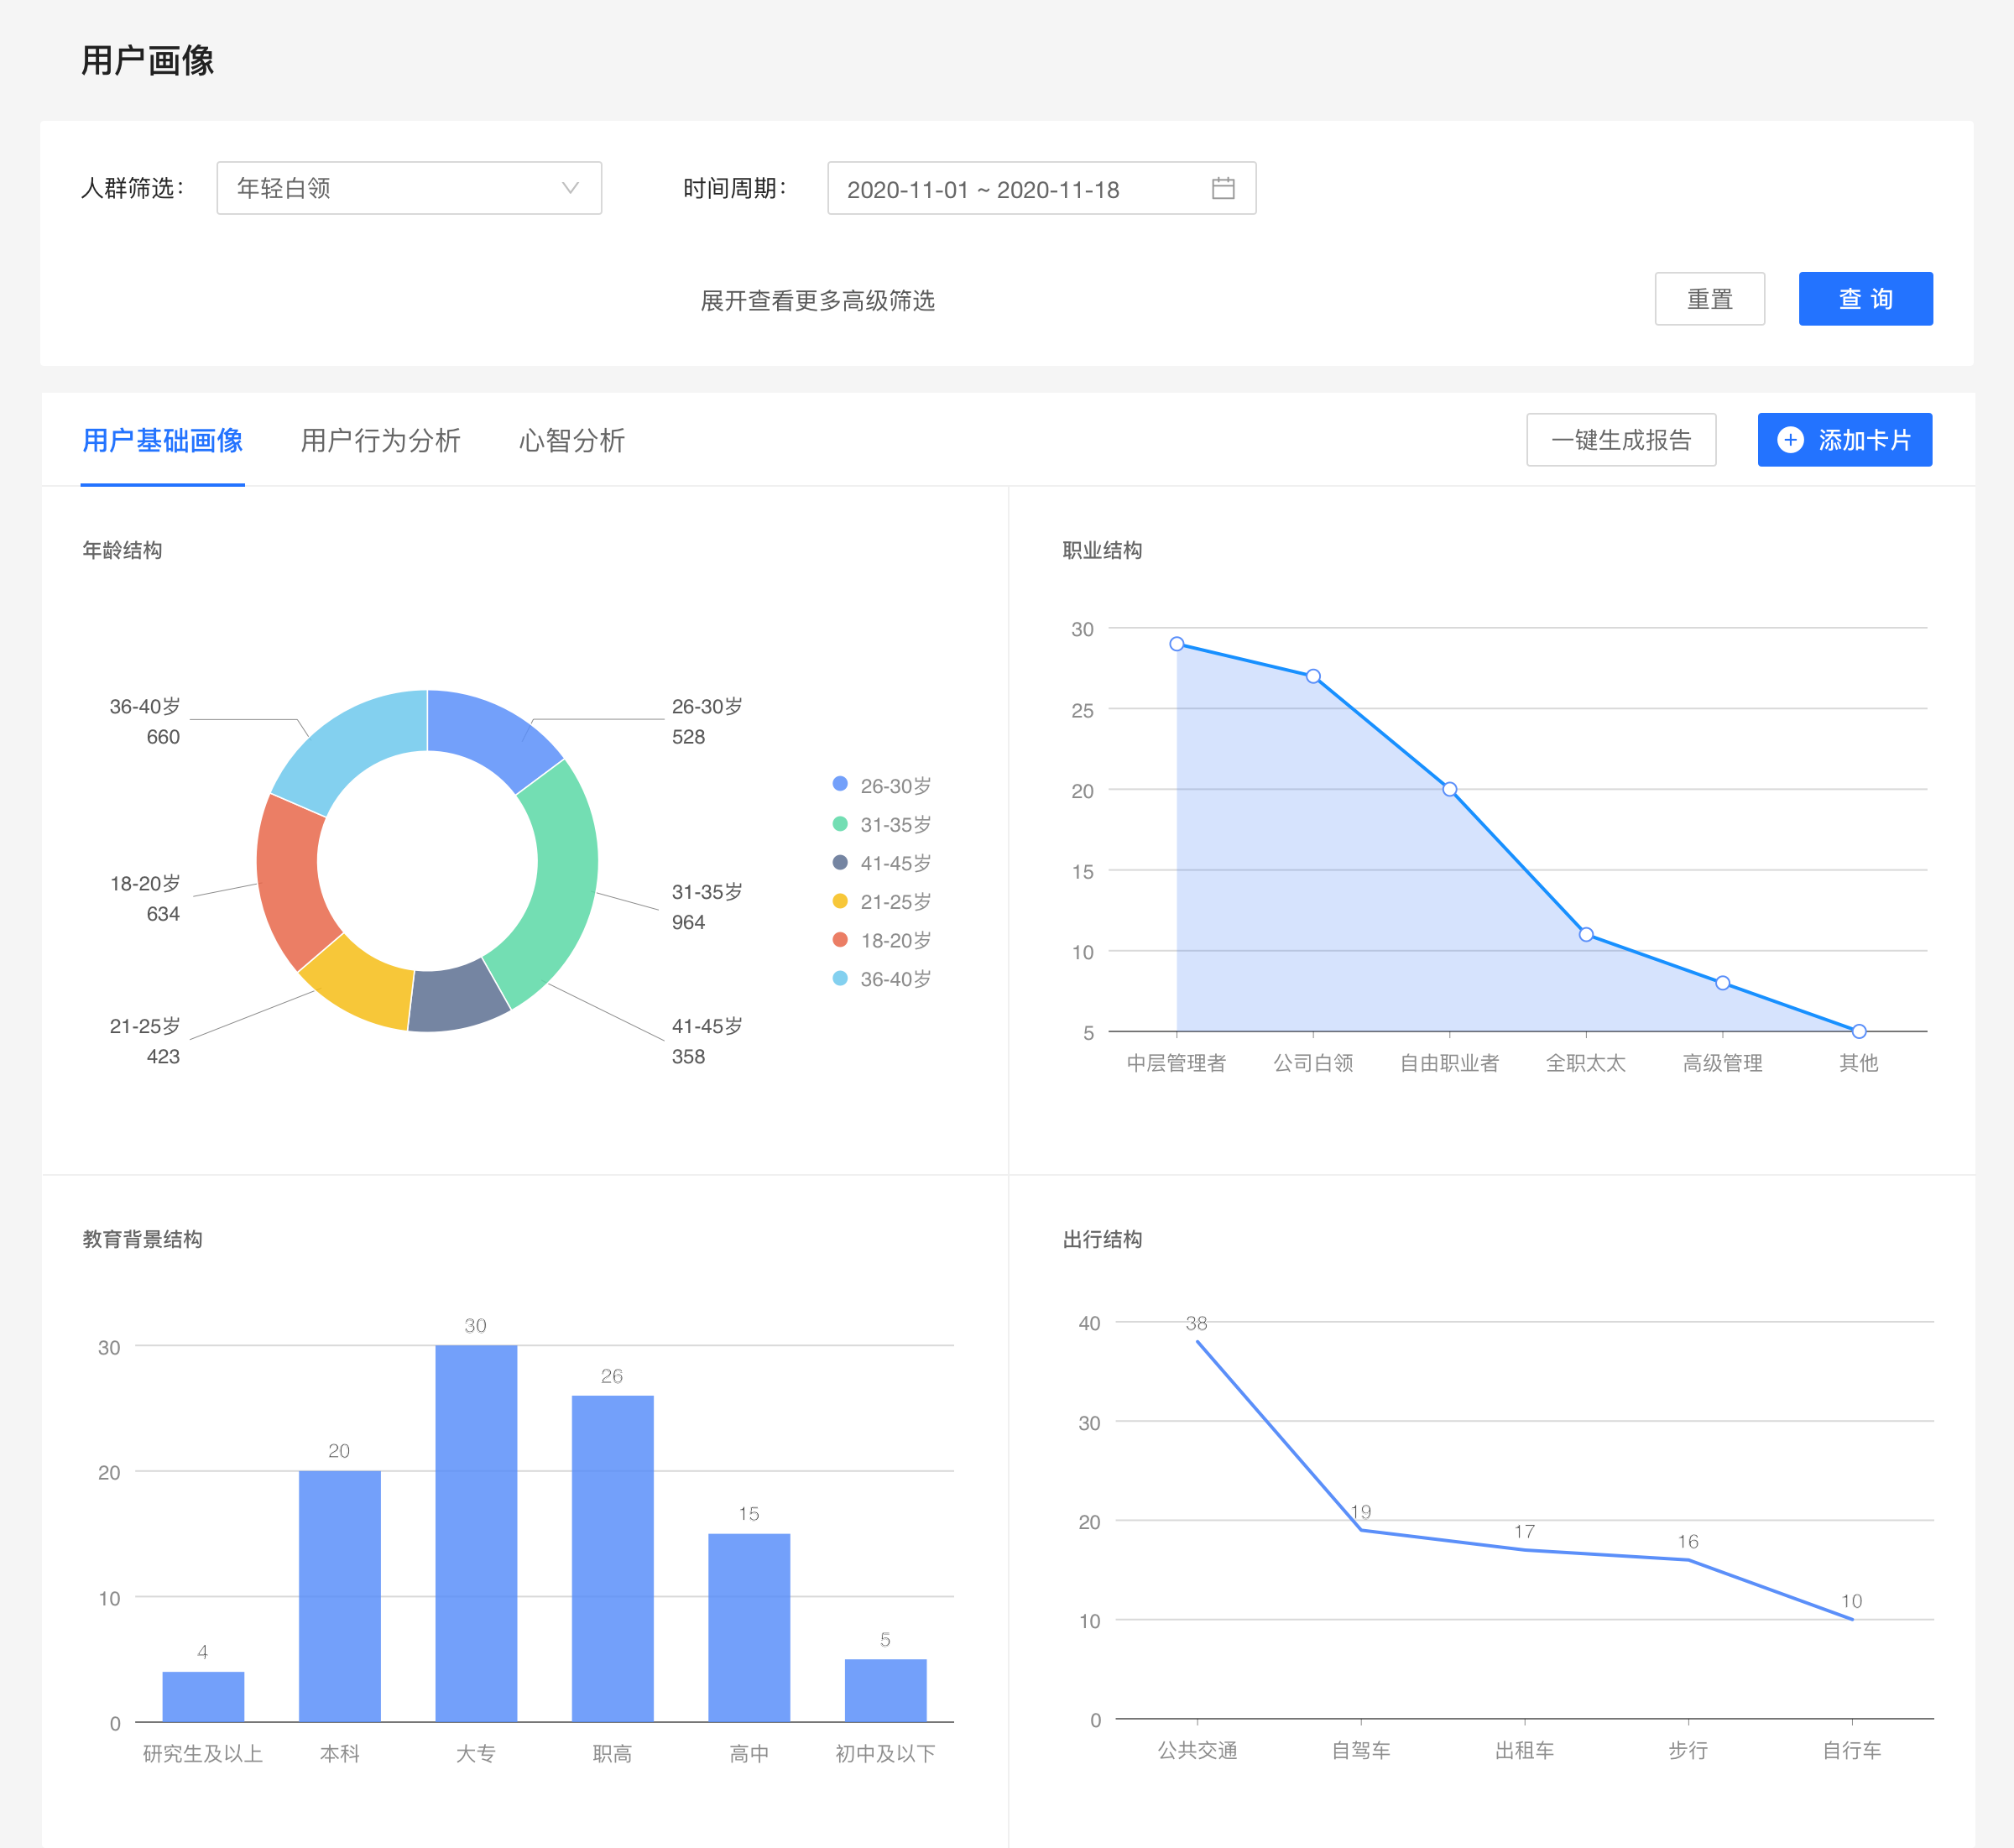 用户画像
人群筛选： 年轻白领 时间周期： 2020-11-01 ~ 2020-11-18
展开查看更多高级筛选 重置 查 询
用户基础画像 用户行为分析 心智分析 一键生成报告 添加卡片
年龄结构
36-40岁
660
26-30岁
528
18-20岁
634
31-35岁
964
21-25岁
423
41-45岁
358
26-30岁
31-35岁
41-45岁
21-25岁
18-20岁
36-40岁
职业结构
30
25
20
15
10
5
中层管理者 公司白领 自由职业者 全职太太 高级管理 其他
教育背景结构
30
20
10
0
4 20 30 26 15 5
研究生及以上 本科 大专 职高 高中 初中及以下
出行结构
40
30
20
10
0
38 19 17 16 10
公共交通 自驾车 出租车 步行 自行车